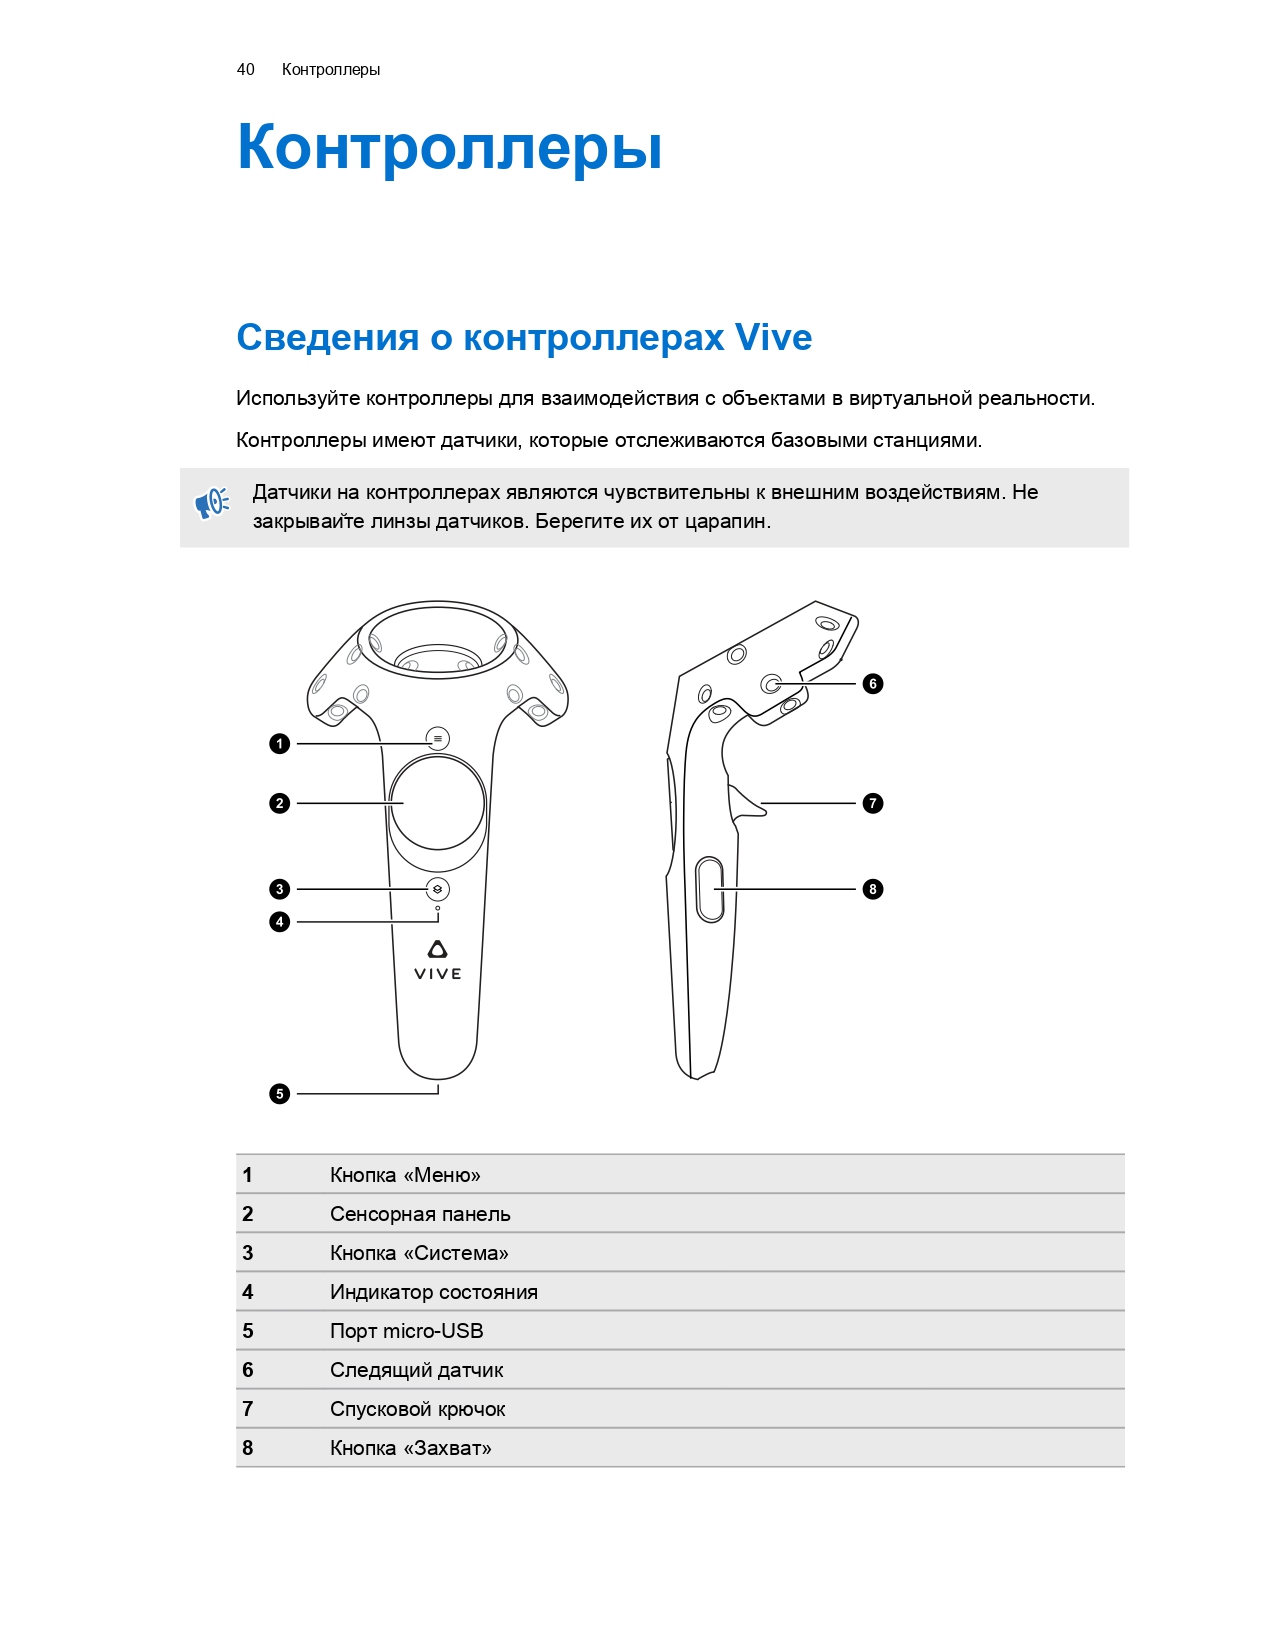 40 Контроллеры
Контроллеры
Сведения о контроллерах Vive
Используйте контроллеры для взаимодействия с объектами в виртуальной реальности.
Контроллеры имеют датчики, которые отслеживаются базовыми станциями.
Датчики на контроллерах являются чувствительны к внешним воздействиям. Не
закрывайте линзы датчиков. Берегите их от царапин.
6
1
2
7
3
8
4
VIVE
5
1 Кнопка «Меню»
2 Сенсорная панель
3 Кнопка «Система»
4 Индикатор состояния
5 Порт micro-USB
6 Следящий датчик
7 Спусковой крючок
8 Кнопка «Захват»